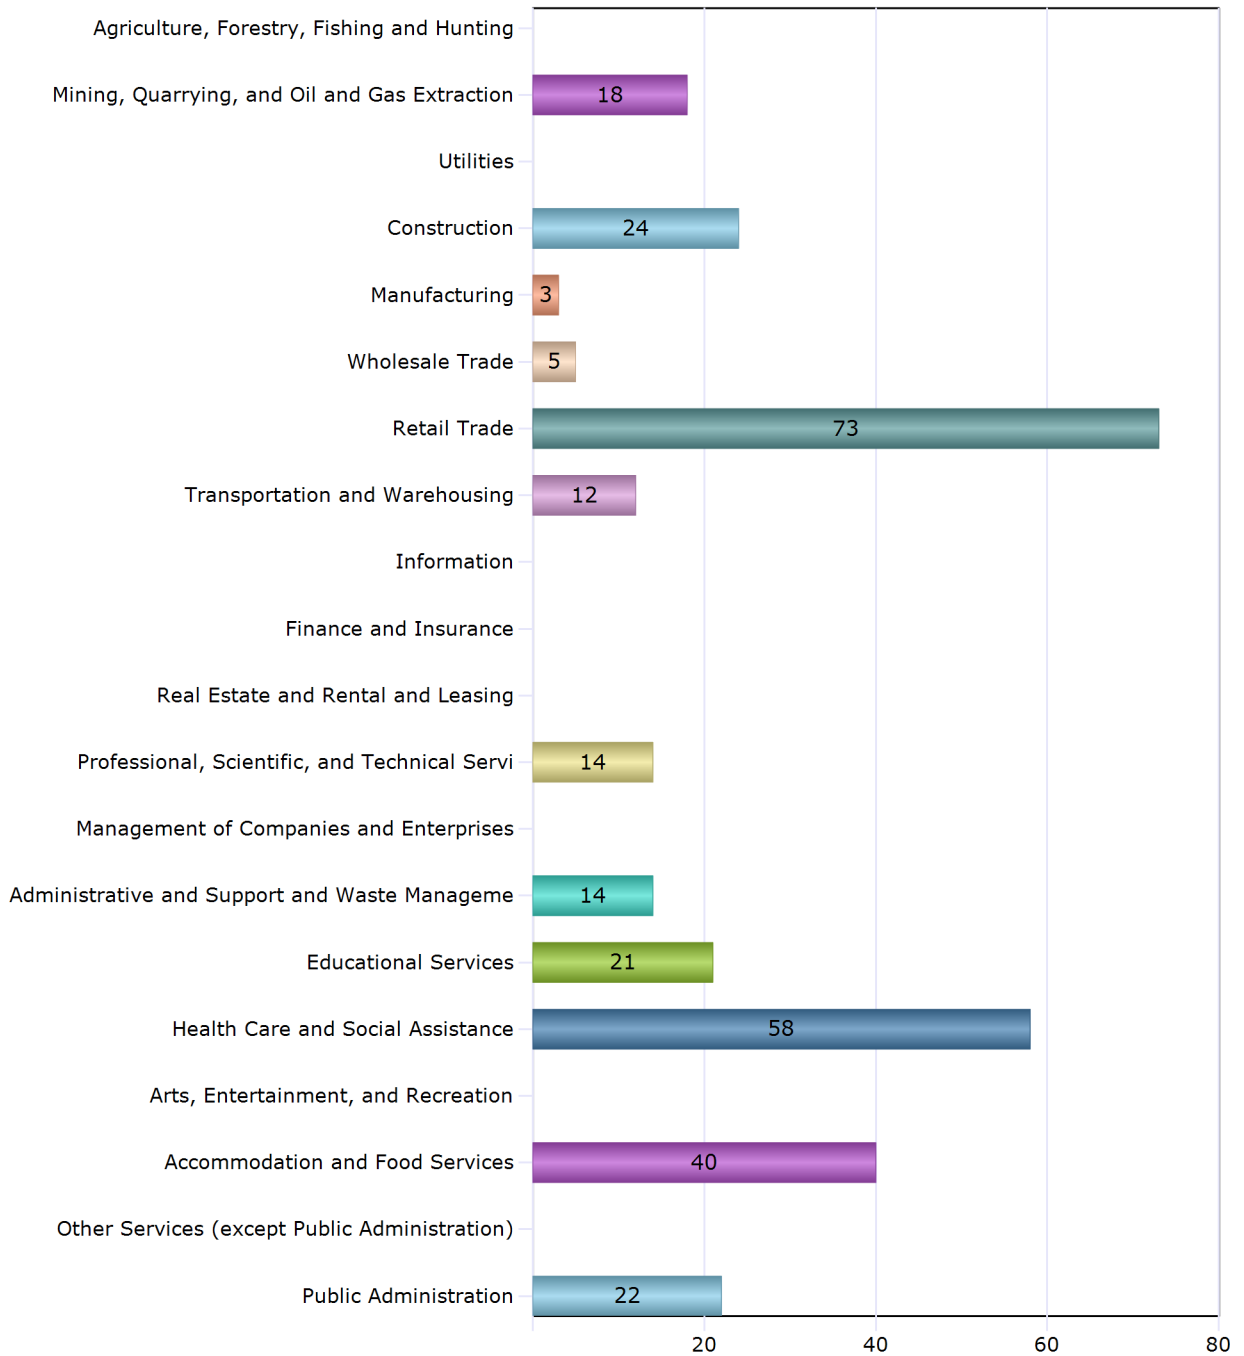 Agriculture, Forestry, Fishing and Hunting
Mining, Quarrying, and Oil and Gas Extraction 18
Utilities
Construction 24
Manufacturing 3
Wholesale Trade 5
Retail Trade 73
Transportation and Warehousing 12
Information
Finance and Insurance
Real Estate and Rental and Leasing
Professional, Scientific, and Technical Servi 14
Management of Companies and Enterprises
Administrative and Support and Waste Manageme 14
Educational Services 21
Health Care and Social Assistance 58
Arts, Entertainment, and Recreation
Accommodation and Food Services 40
Other Services (except Public Administration)
Public Administration 22
20 40 60 80